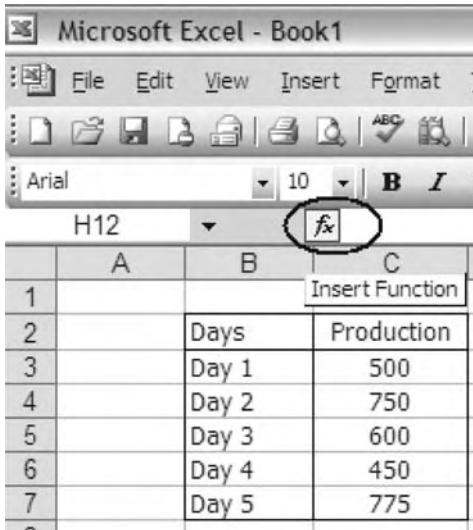 Microsoft Excel - Book1
File Edit View Insert Format
ABC
Arial 10 B I
H12 fx
A B C
Insert Function
1
2 Days Production
3 Day 1 500
4 Day 2 750
5 Day 3 600
6 Day 4 450
7 Day 5 775